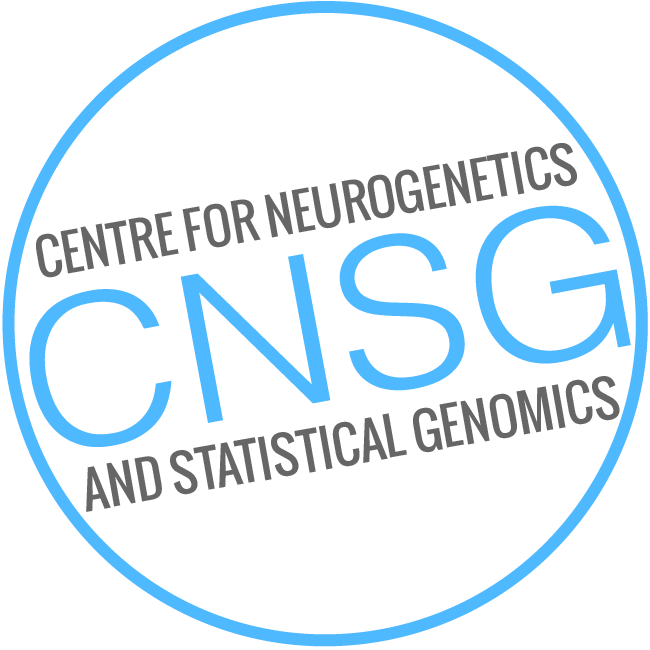 CENTRE FOR NEUROGENETICS
CNSG
AND STATISTICAL GENOMICS